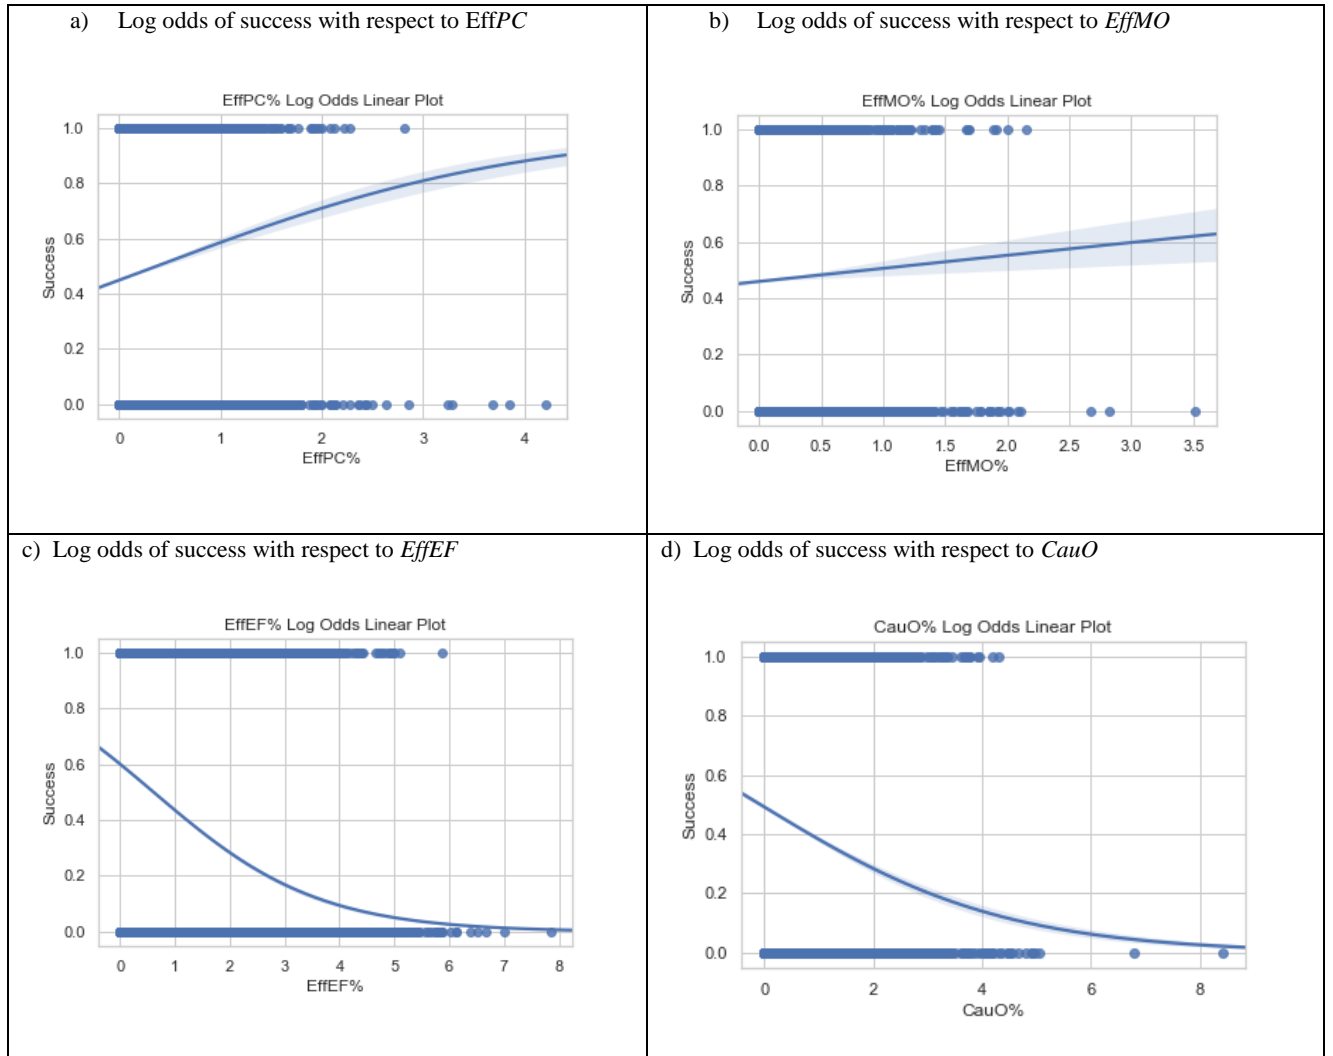 a) Log odds of success with respect to EffPC
EffPC% Log Odds Linear Plot
1.0
0.8
0.6
0.4
0.2
0.0
Success
0 1 2 3 4
EffPC%
b) Log odds of success with respect to EffMO
EffMO% Log Odds Linear Plot
1.0
0.8
0.6
0.4
0.2
0.0
Success
0.0 0.5 1.0 1.5 2.0 2.5 3.0 3.5
EffMO%
c) Log odds of success with respect to EffEF
EffEF% Log Odds Linear Plot
1.0
0.8
0.6
0.4
0.2
0.0
Success
0 1 2 3 4 5 6 7 8
EffEF%
d) Log odds of success with respect to CauO
CauO% Log Odds Linear Plot
1.0
0.8
0.6
0.4
0.2
0.0
Success
0 2 4 6 8
CauO%